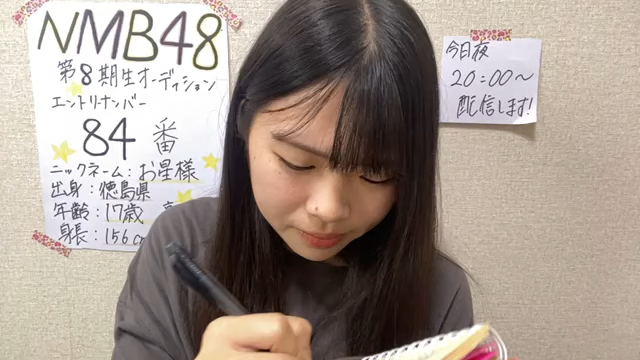 NMB48
第8期生オーディション
エントリーナンバー
84番
ニックネーム：お星様
出身：徳島県
年齢：17歳
身長：156c
今日夜
20:00～
配信します!